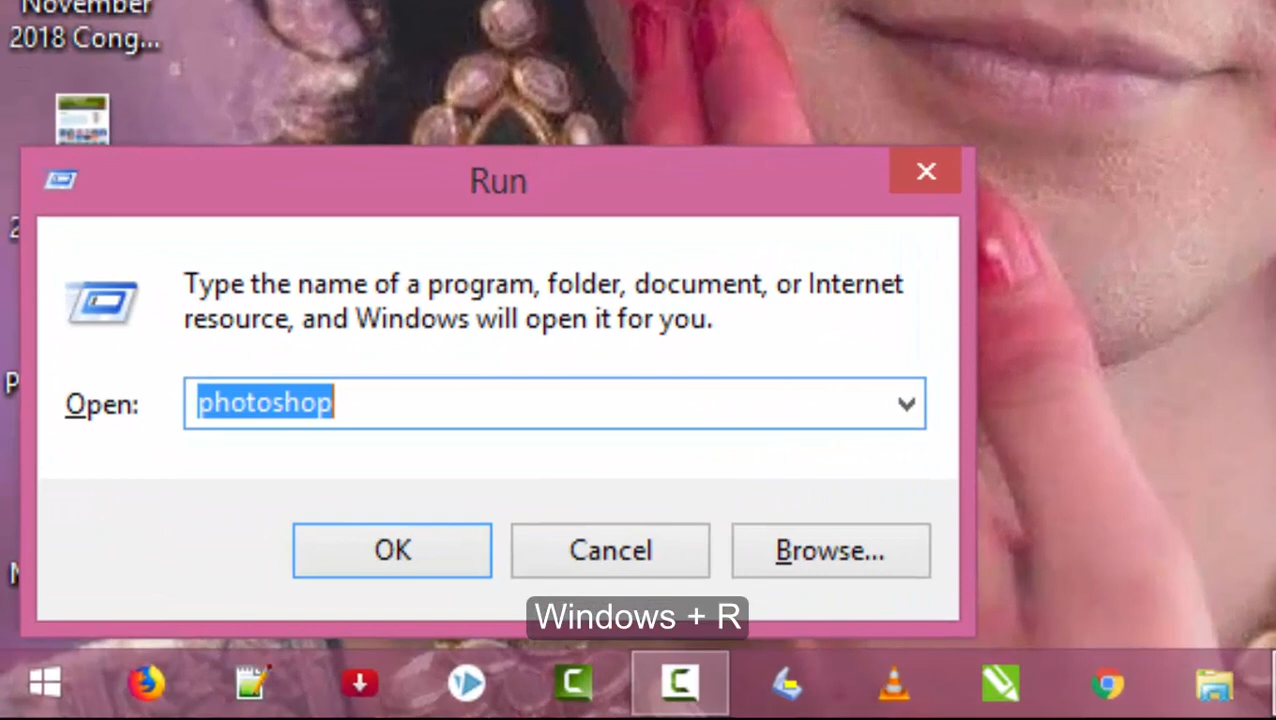 November
2018 Cong...
Run
Type the name of a program, folder, document, or Internet
resource, and Windows will open it for you.
Open:
photoshop
OK
Cancel
Browse...
Windows + R